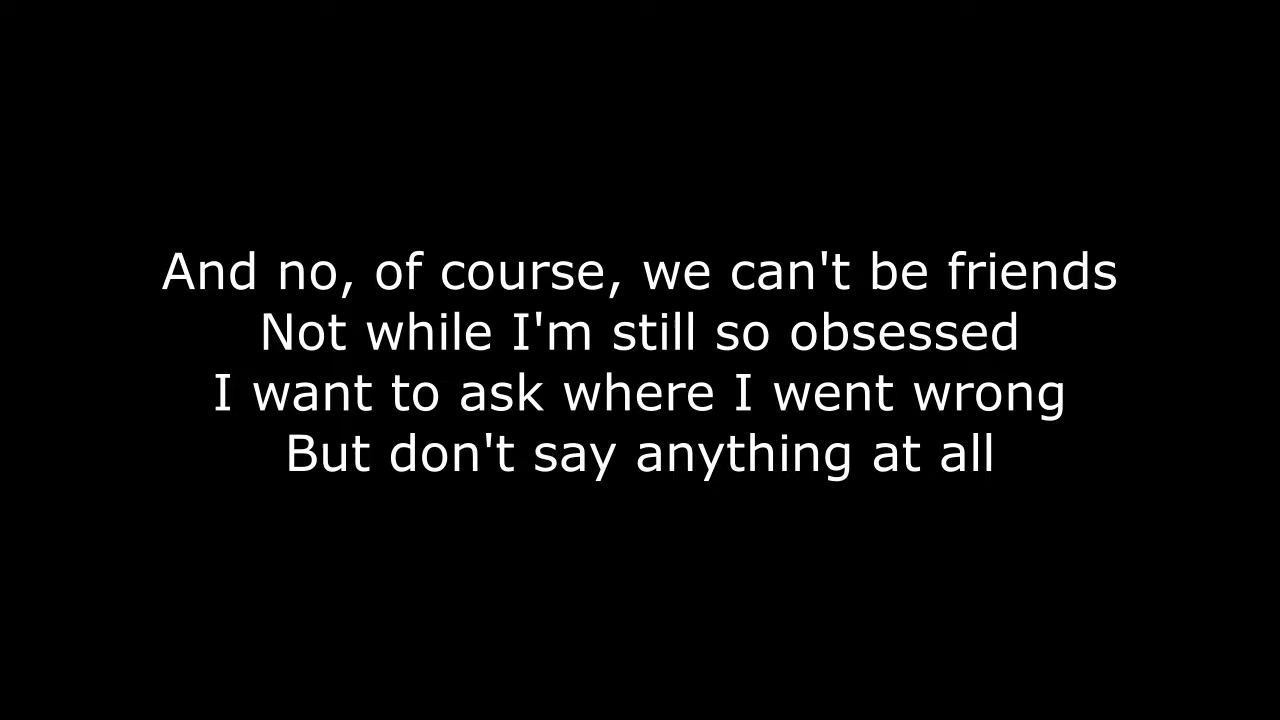 And no, of course, we can't be friends
Not while I'm still so obsessed
I want to ask where I went wrong
But don't say anything at all